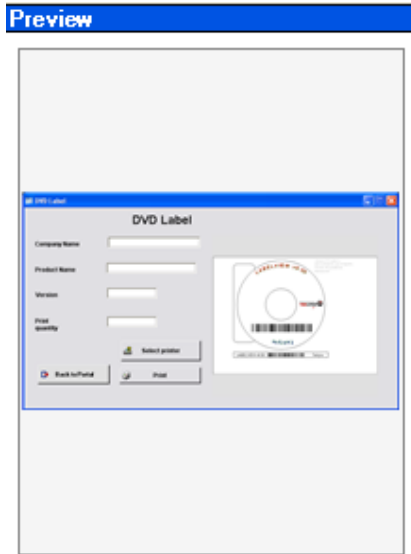 Preview
DVD Label
DVD Label
Company Name
Product Name
Version
Print
quantity
Select printer
Back to Portal
Print